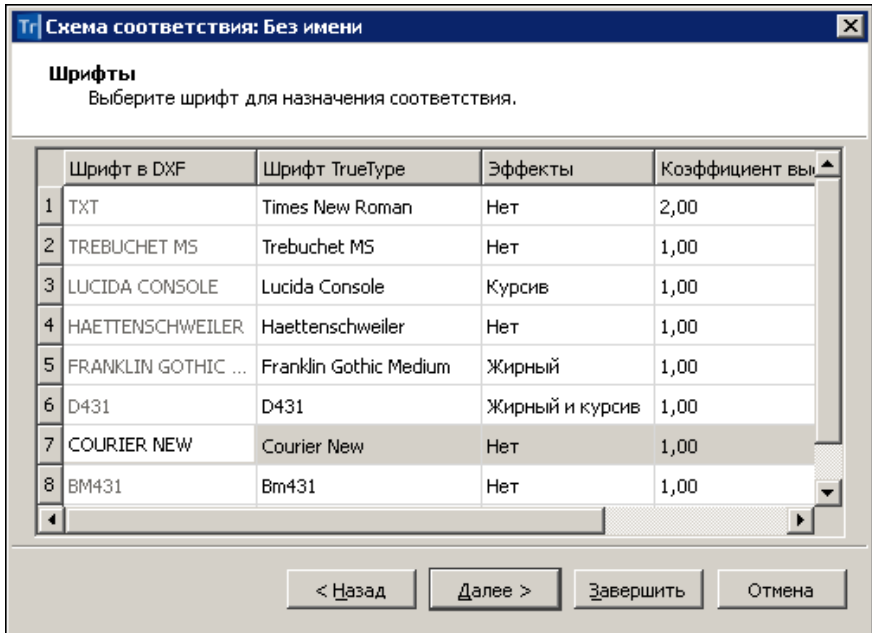 Tr Схема соответствия: Без имени
Шрифты
Выберите шрифт для назначения соответствия.
Шрифт в DXF Шрифт TrueType Эффекты Коэффициент
1 TXT Times New Roman Нет 2,00
2 TREBUCHET MS Trebuchet MS Нет 1,00
3 LUCIDA CONSOLE Lucida Console Курсив 1,00
4 HAETTENSCHWEILER Haettenschweiler Нет 1,00
5 FRANKLIN GOTHIC ... Franklin Gothic Medium Жирный 1,00
6 D431 D431 Жирный и курсив 1,00
7 COURIER NEW Courier New Нет 1,00
8 BM431 Bm431 Нет 1,00
< Назад Далее > Завершить Отмена